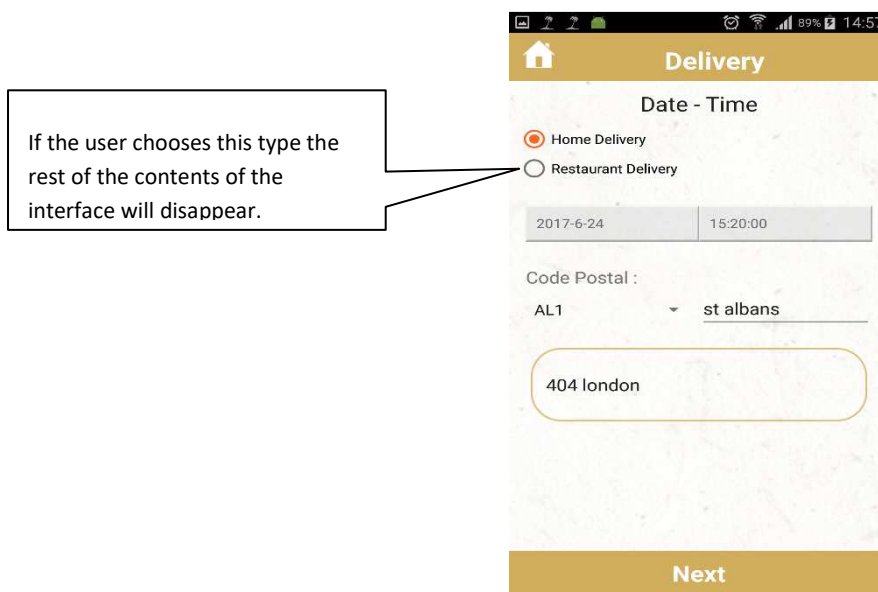 89% 14:57
Delivery
Date - Time
If the user chooses this type the
rest of the contents of the
interface will disappear.
Home Delivery
Restaurant Delivery
2017-6-24 15:20:00
Code Postal :
AL1 st albans
404 london
Next